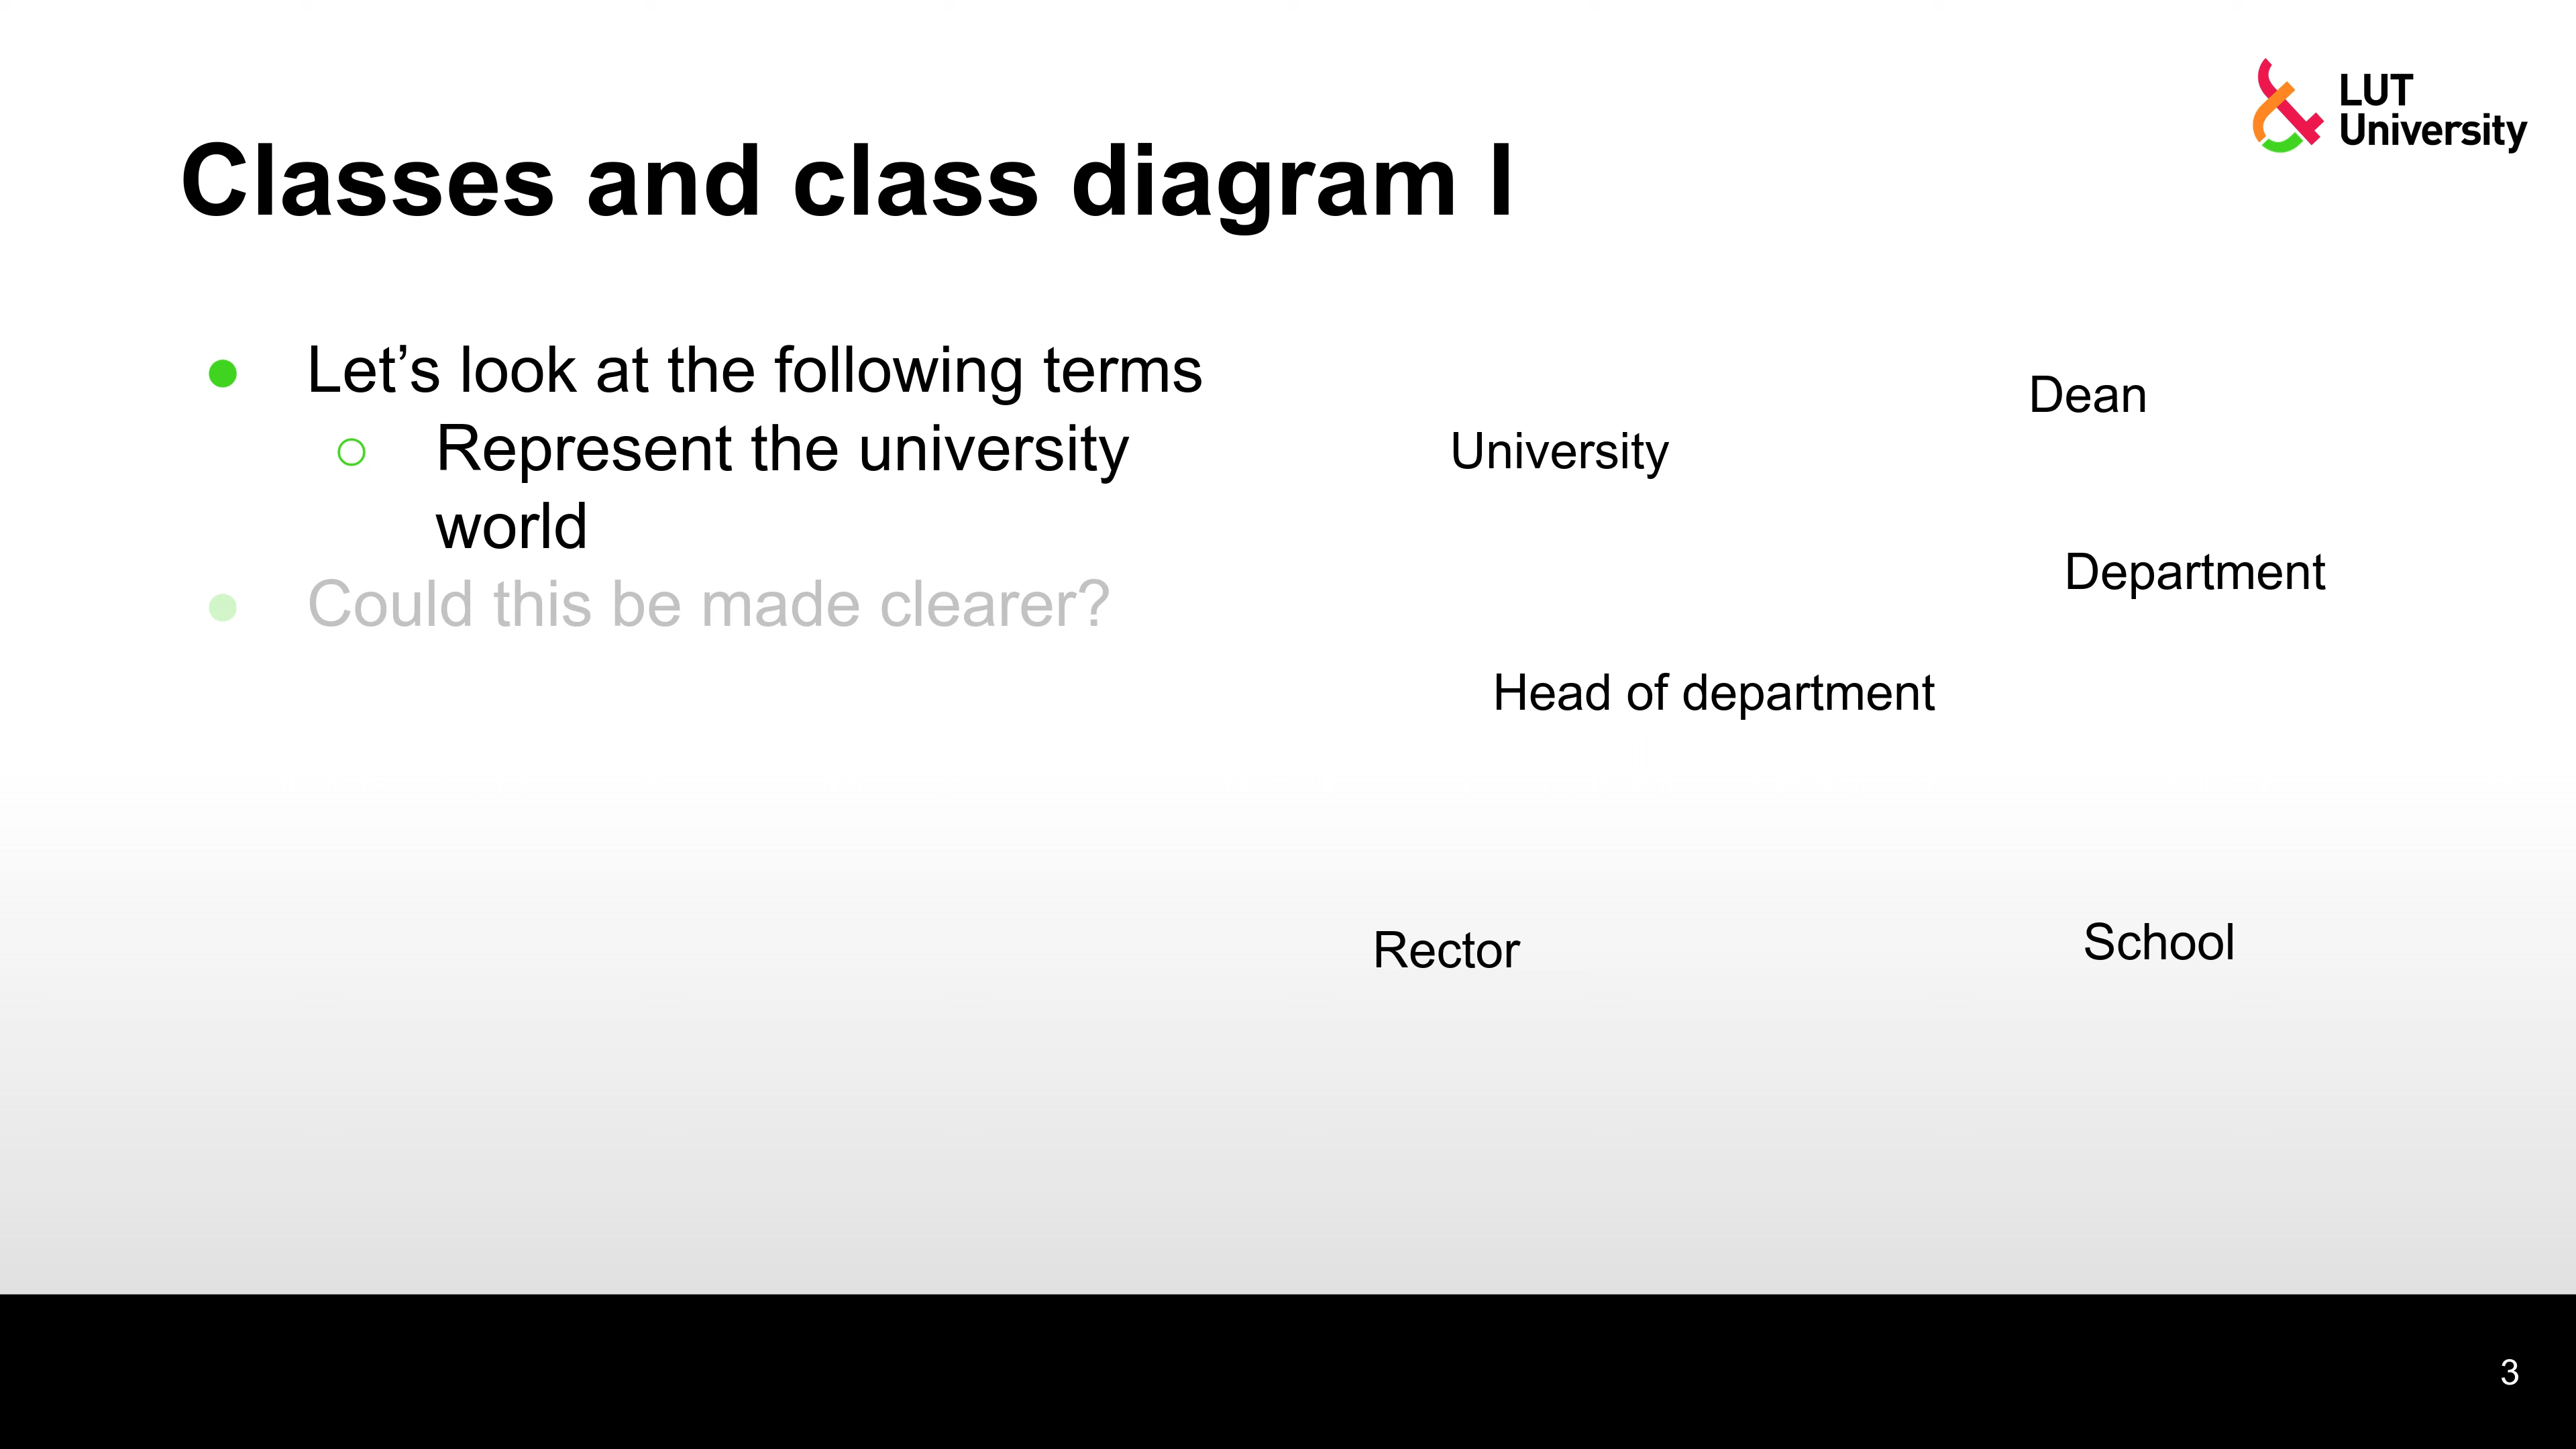 LUT
University
Classes and class diagram I
● Let’s look at the following terms
○ Represent the university
world
● Could this be made clearer?
Dean
University
Department
Head of department
Rector
School
3